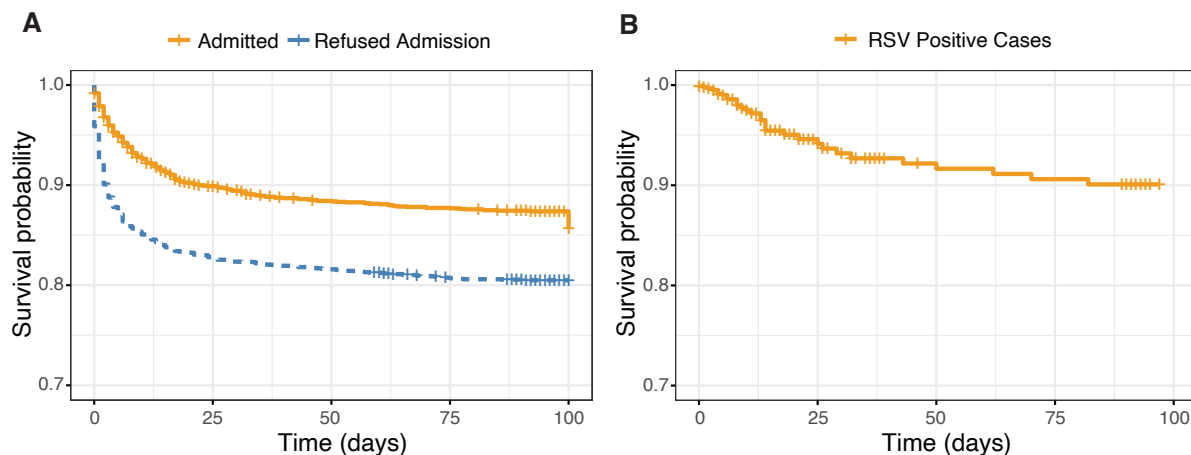 A
Admitted Refused Admission
Survival probability
1.0
0.9
0.8
0.7
0 25 50 75 100
Time (days)
B
RSV Positive Cases
Survival probability
1.0
0.9
0.8
0.7
0 25 50 75 100
Time (days)